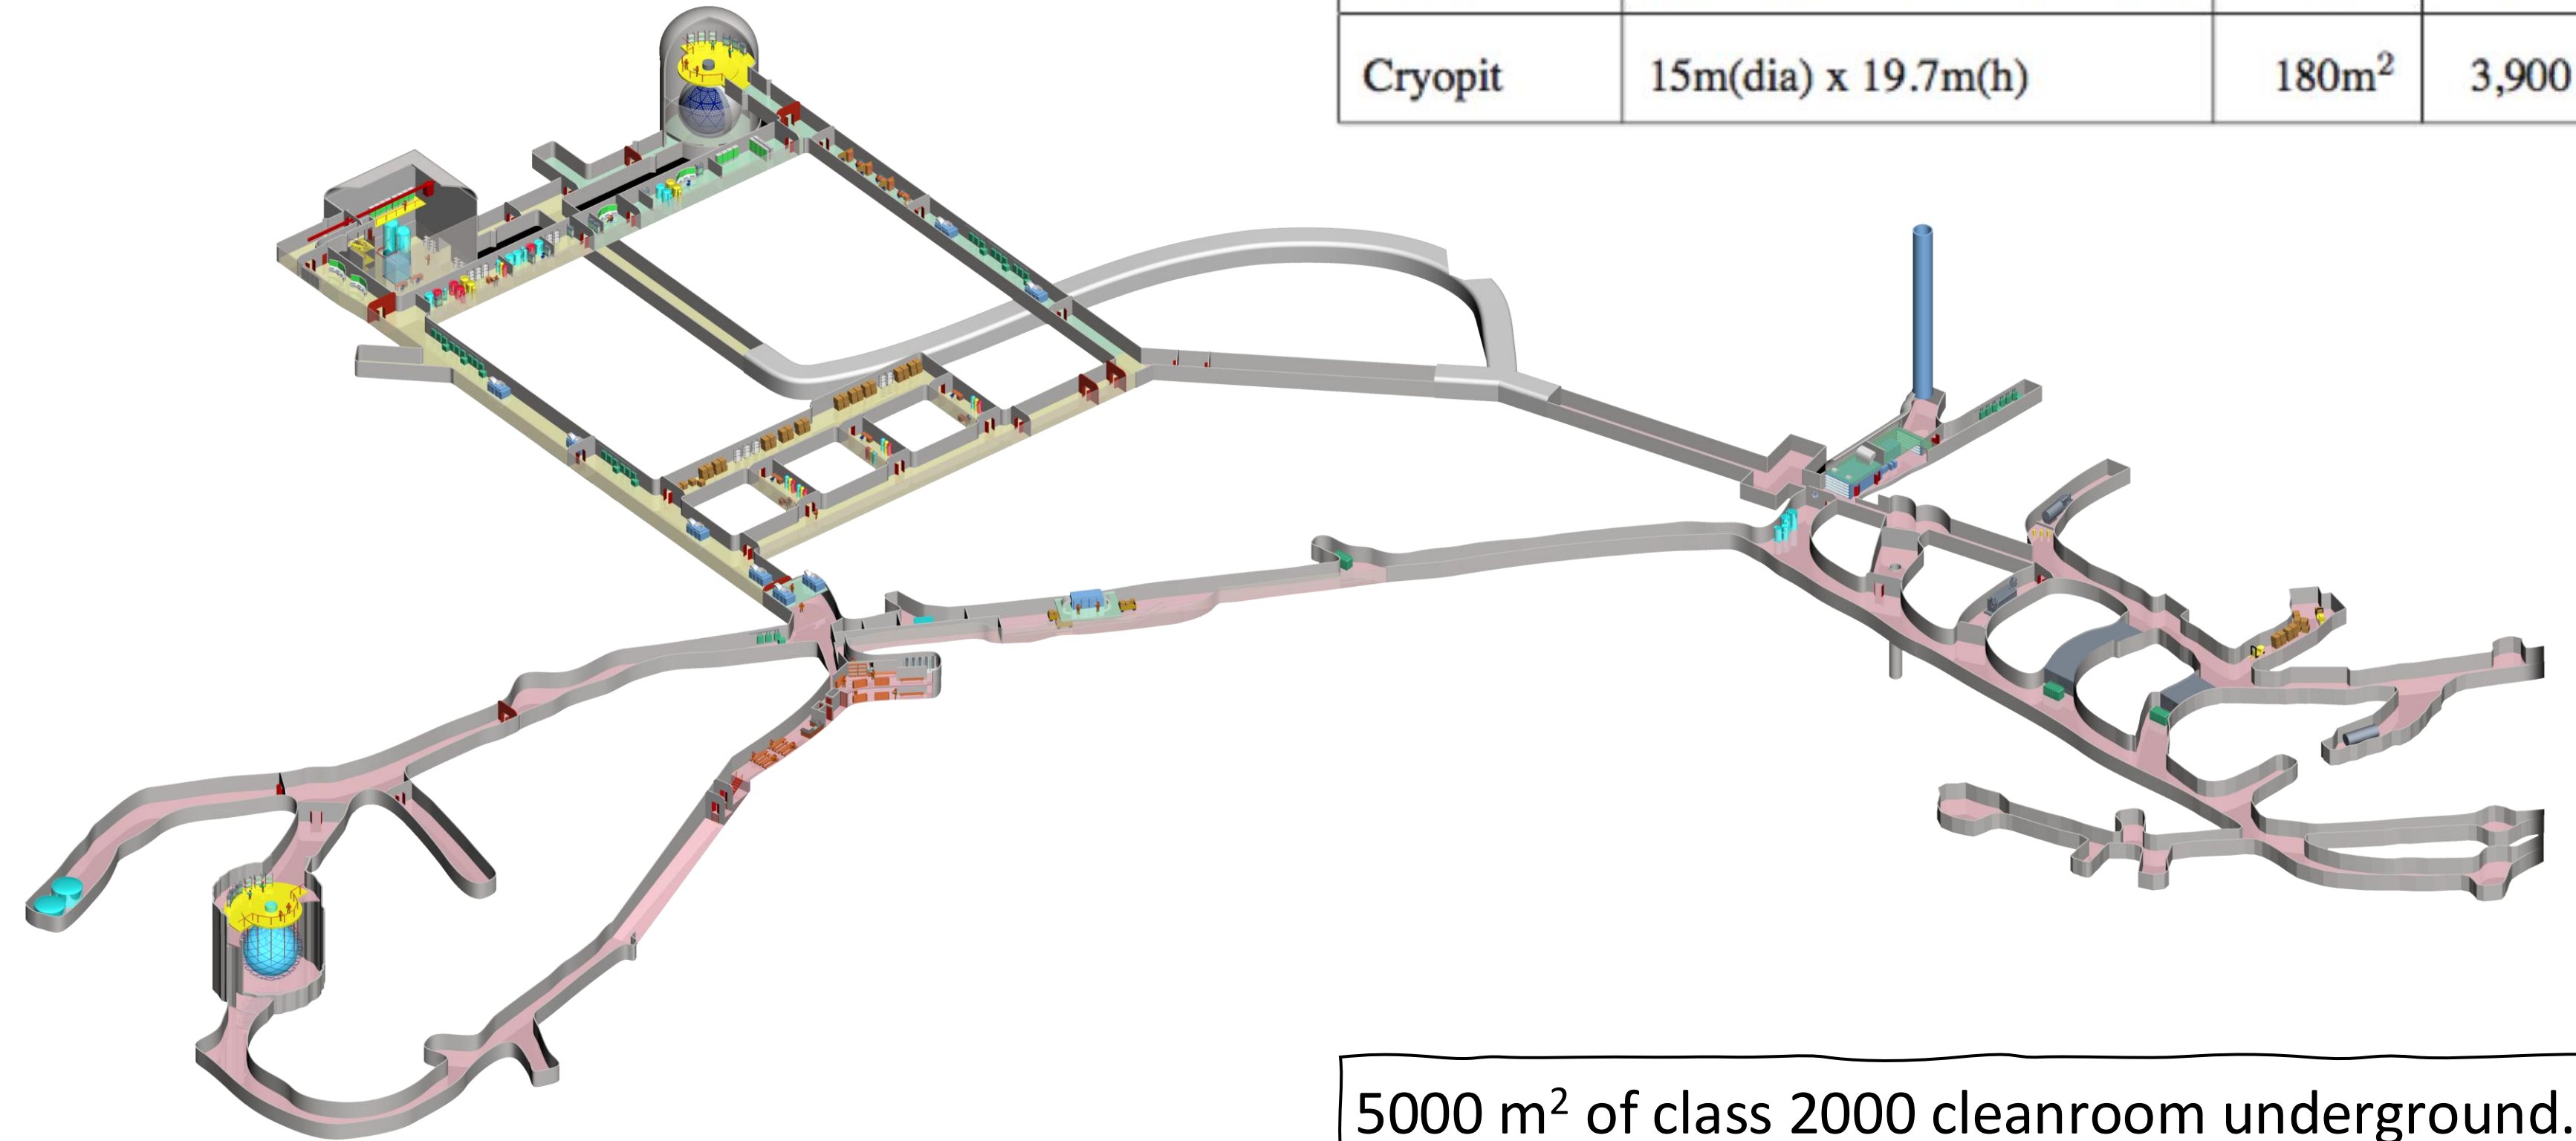 Cryopit 15m(dia) x 19.7m(h) 180m² 3,900
5000 m² of class 2000 cleanroom underground.